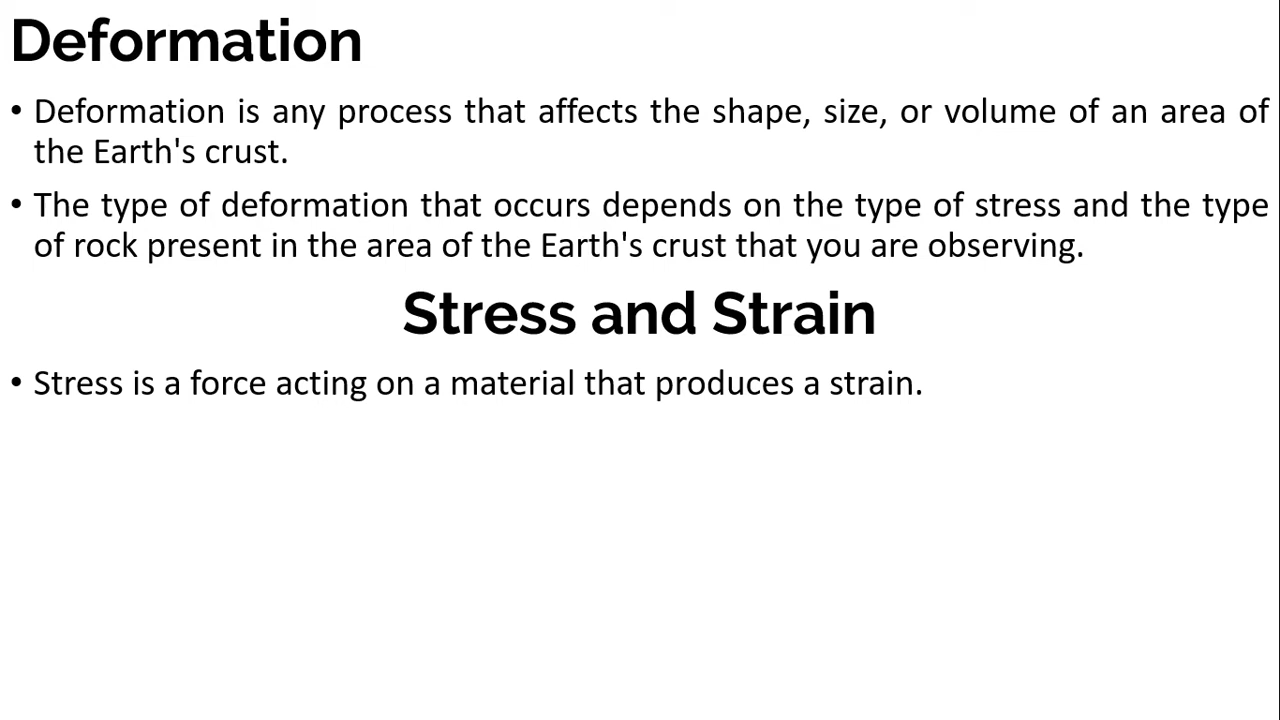 Deformation
• Deformation is any process that affects the shape, size, or volume of an area of
the Earth's crust.
• The type of deformation that occurs depends on the type of stress and the type
of rock present in the area of the Earth's crust that you are observing.
Stress and Strain
• Stress is a force acting on a material that produces a strain.